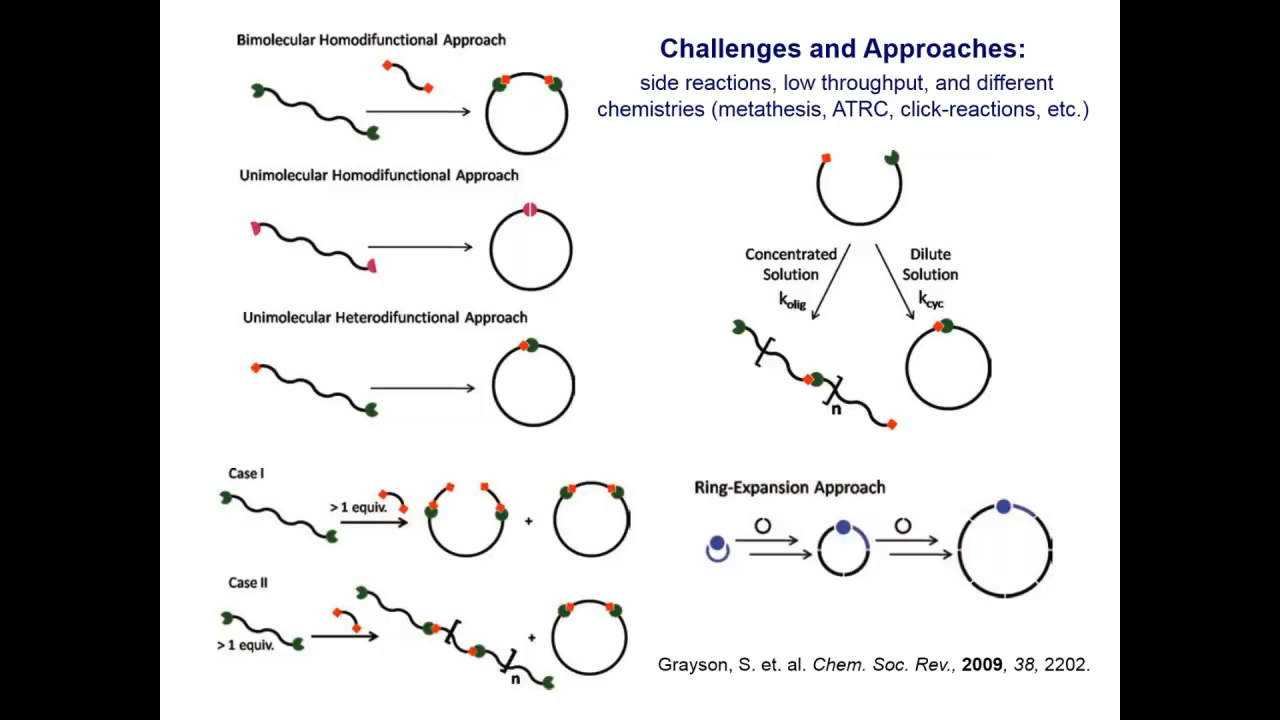 Bimolecular Homodifunctional Approach
Unimolecular Homodifunctional Approach
Unimolecular Heterodifunctional Approach
Case I
> 1 equiv.
+
Case II
> 1 equiv.
+
n
Challenges and Approaches:
side reactions, low throughput, and different
chemistries (metathesis, ATRC, click-reactions, etc.)
Concentrated
Solution
kolig
Dilute
Solution
kcyc
n
Ring-Expansion Approach
Grayson, S. et. al. Chem. Soc. Rev., 2009, 38, 2202.